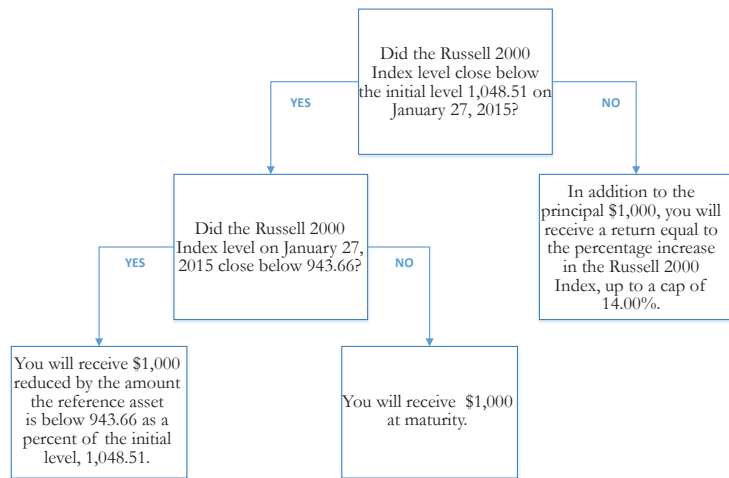 Did the Russell 2000
Index level close below
the initial level 1,048.51 on
January 27, 2015?
YES
NO
Did the Russell 2000
Index level on January 27,
2015 close below 943.66?
In addition to the
principal $1,000, you will
receive a return equal to
the percentage increase
in the Russell 2000
Index, up to a cap of
14.00%.
YES
NO
You will receive $1,000
reduced by the amount
the reference asset
is below 943.66 as a
percent of the initial
level, 1,048.51.
You will receive $1,000
at maturity.